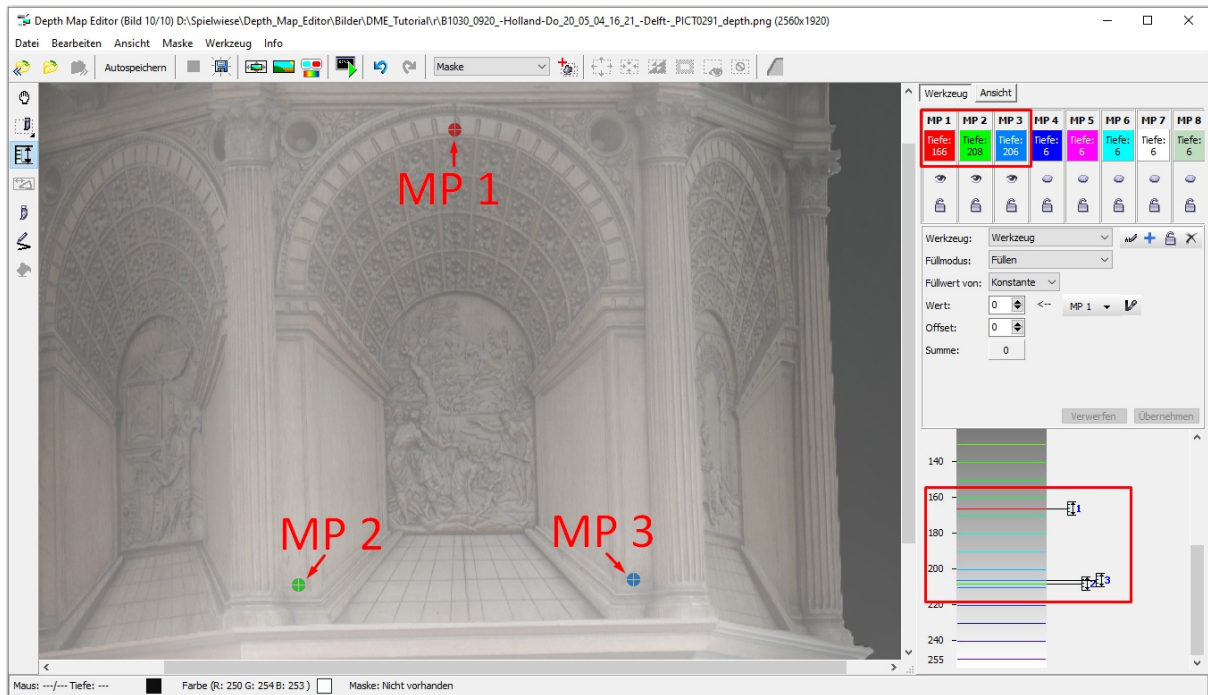 Depth Map Editor (Bild 10/10) D:\Spielwiese\Depth_Map_Editor\Bilder\DME_Tutorial\r\B1030_0920_-Holland-Do_20_05_04_16_21_-Delft-_PICT0291_depth.png (2560x1920)
Datei Bearbeiten Ansicht Maske Werkzeug Info
Autospeichern Maske
Werkzeug Ansicht
MP 1 MP 2 MP 3 MP 4 MP 5 MP 6 MP 7 MP 8
Tiefe: Tiefe: Tiefe: Tiefe: Tiefe: Tiefe: Tiefe: Tiefe:
166 208 206 6 6 6 6 6
MP 1
MP 2
MP 3
Werkzeug: Werkzeug
Füllmodus: Füllen
Füllwert von: Konstante
Wert: 0 <-- MP 1
Offset: 0
Summe: 0
Verwerfen Übernehmen
140
160
1
180
200
2 3
220
240
255
Maus: ---/--- Tiefe: --- Farbe (R: 250 G: 254 B: 253 ) Maske: Nicht vorhanden